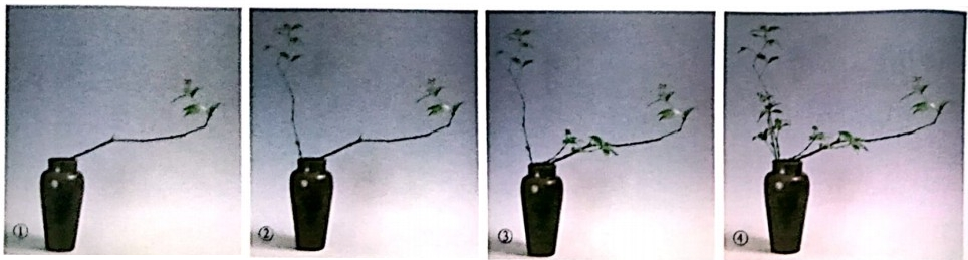 ①
②
③
④